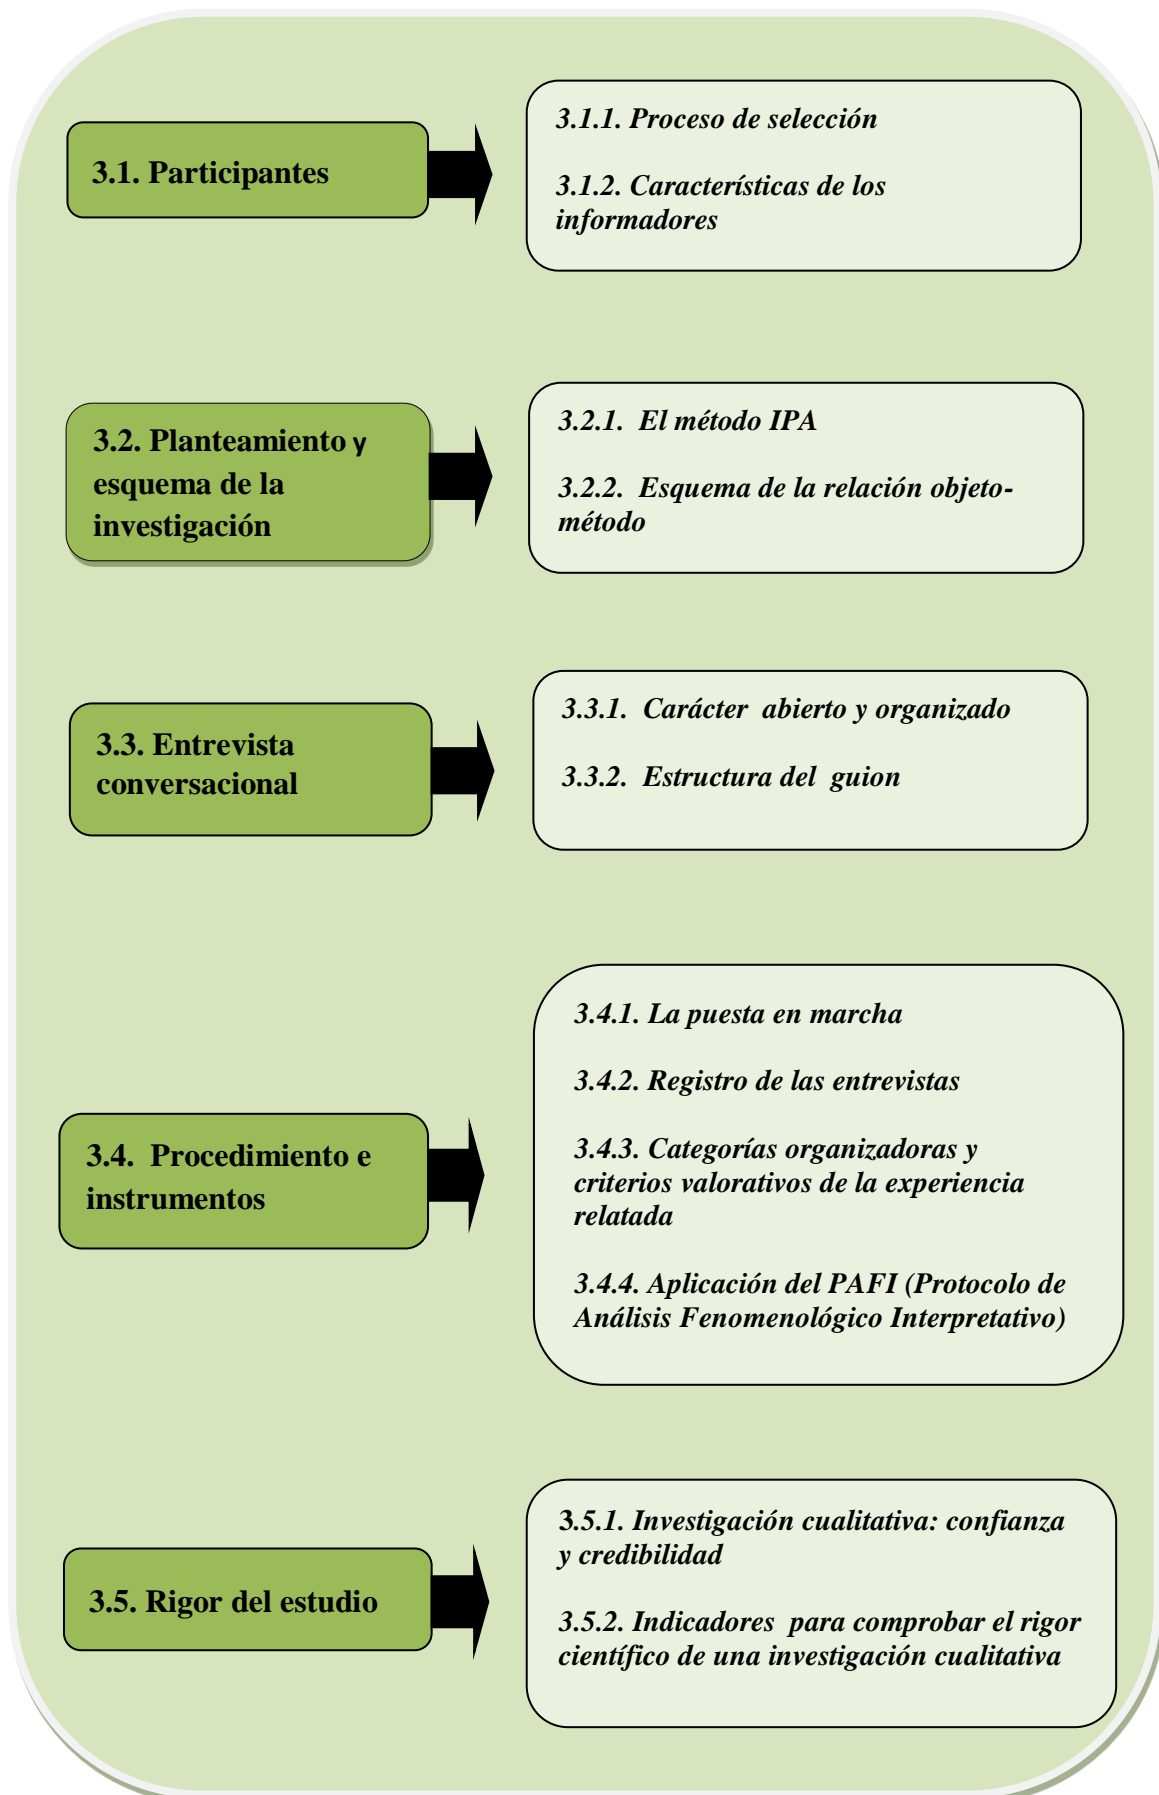 3.1. Participantes
3.1.1. Proceso de selección
3.1.2. Características de los
informadores
3.2. Planteamiento y
esquema de la
investigación
3.2.1. El método IPA
3.2.2. Esquema de la relación objeto-
método
3.3. Entrevista
conversacional
3.3.1. Carácter abierto y organizado
3.3.2. Estructura del guion
3.4. Procedimiento e
instrumentos
3.4.1. La puesta en marcha
3.4.2. Registro de las entrevistas
3.4.3. Categorías organizadoras y
criterios valorativos de la experiencia
relatada
3.4.4. Aplicación del PAFI (Protocolo de
Análisis Fenomenológico Interpretativo)
3.5. Rigor del estudio
3.5.1. Investigación cualitativa: confianza
y credibilidad
3.5.2. Indicadores para comprobar el rigor
científico de una investigación cualitativa